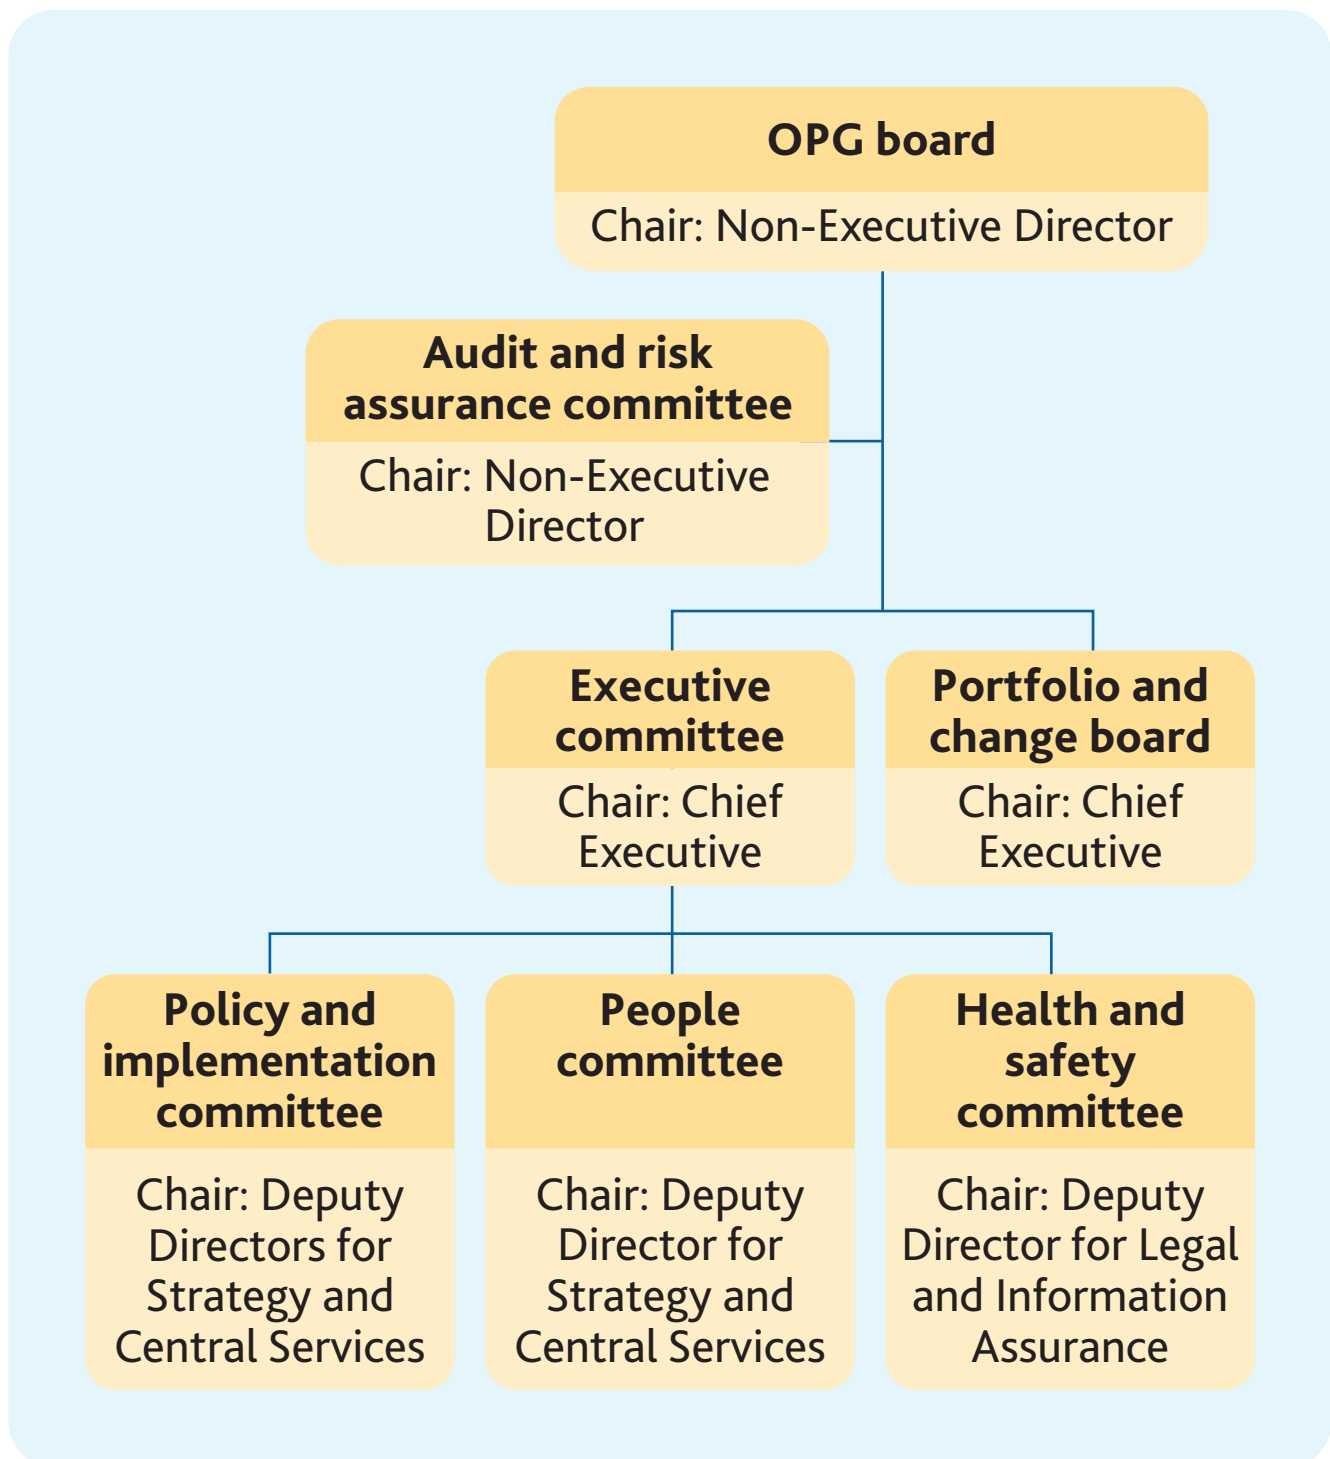 OPG board
Chair: Non-Executive Director
Audit and risk
assurance committee
Chair: Non-Executive
Director
Executive
committee
Chair: Chief
Executive
Portfolio and
change board
Chair: Chief
Executive
Policy and
implementation
committee
Chair: Deputy
Directors for
Strategy and
Central Services
People
committee
Chair: Deputy
Director for
Strategy and
Central Services
Health and
safety
committee
Chair: Deputy
Director for Legal
and Information
Assurance